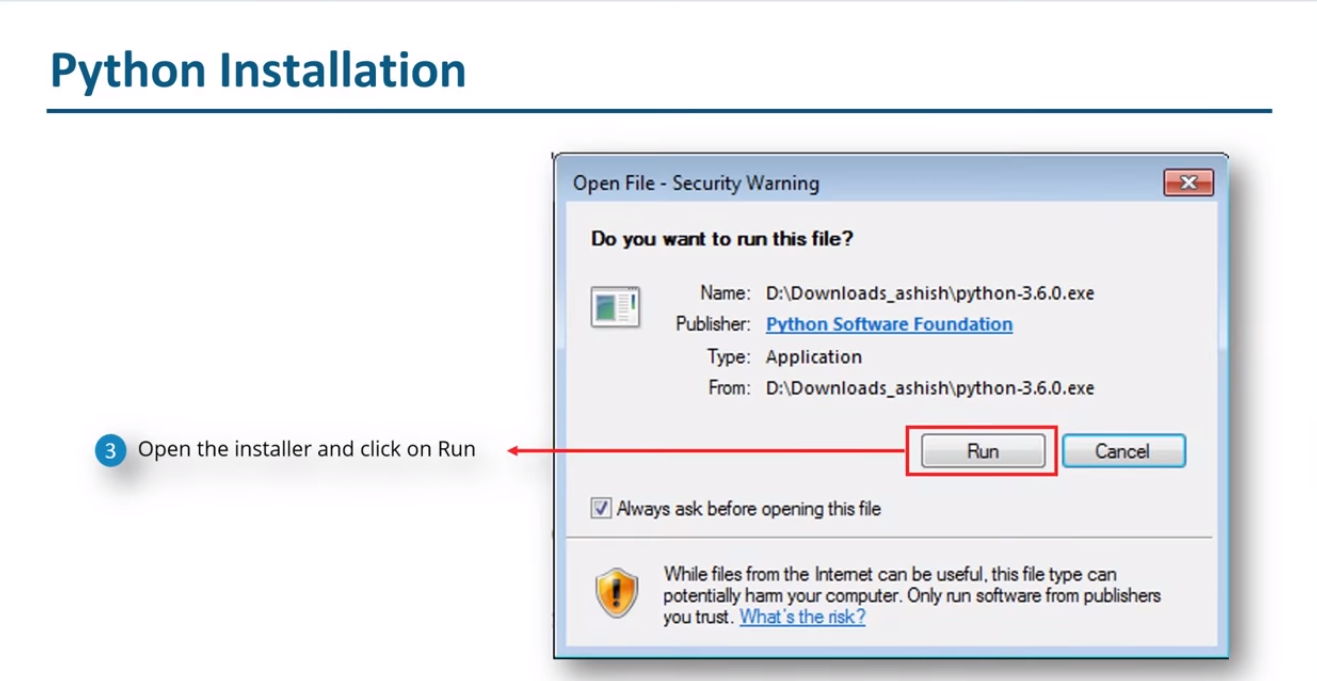 Python Installation
Open File - Security Warning
Do you want to run this file?
Name: D:\Downloads_ashish\python-3.6.0.exe
Publisher: Python Software Foundation
Type: Application
From: D:\Downloads_ashish\python-3.6.0.exe
3 Open the installer and click on Run
Run Cancel
Always ask before opening this file
While files from the Internet can be useful, this file type can
potentially harm your computer. Only run software from publishers
you trust. What's the risk?